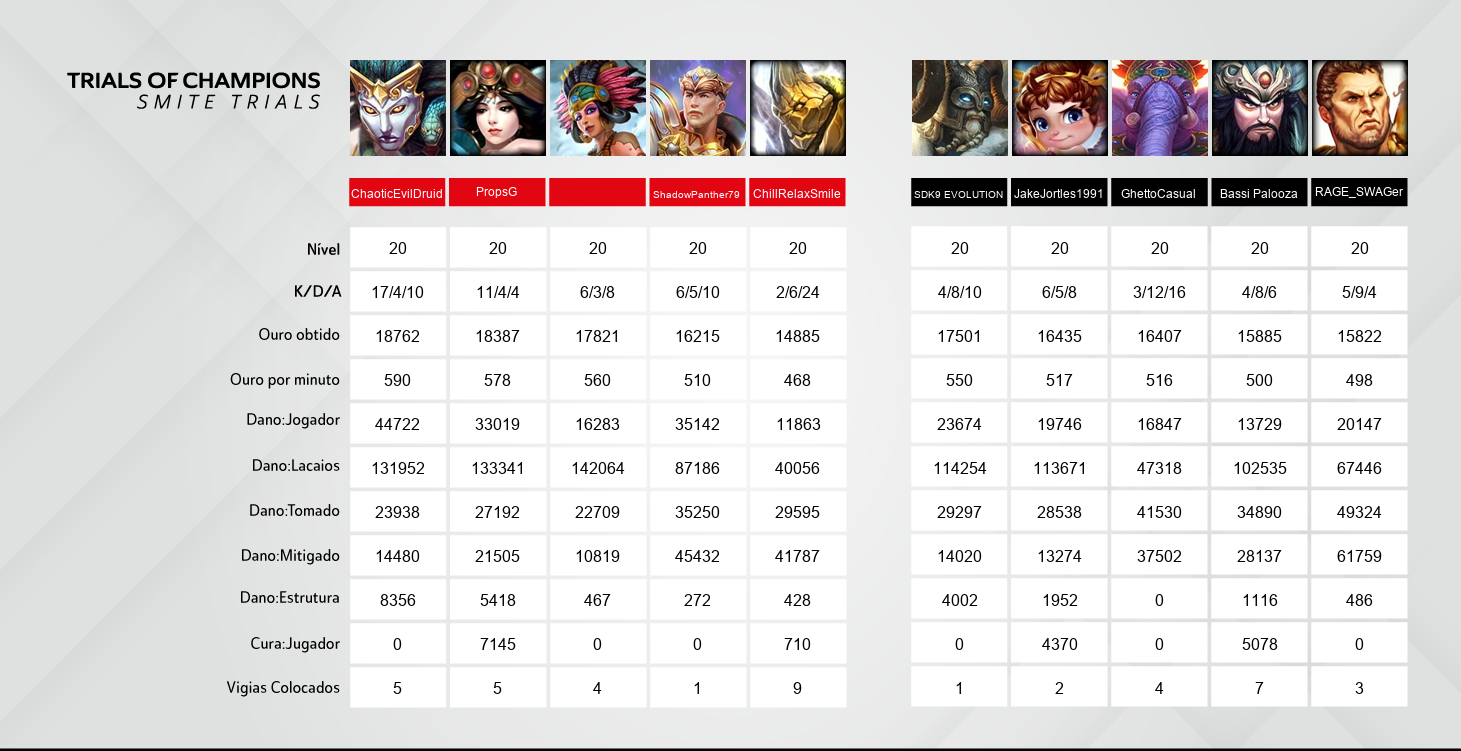 TRIALS OF CHAMPIONS
SMITE TRIALS
ChaoticEvilDruid PropsG ShadowPanther79 ChillRelaxSmile SDK9 EVOLUTION JakeJortles1991 GhettoCasual Bassi Palooza RAGE_SWAGer
Nível 20 20 20 20 20 20 20 20 20 20
K/D/A 17/4/10 11/4/4 6/3/8 6/5/10 2/6/24 4/8/10 6/5/8 3/12/16 4/8/6 5/9/4
Ouro obtido 18762 18387 17821 16215 14885 17501 16435 16407 15885 15822
Ouro por minuto 590 578 560 510 468 550 517 516 500 498
Dano:Jogador 44722 33019 16283 35142 11863 23674 19746 16847 13729 20147
Dano:Lacaios 131952 133341 142064 87186 40056 114254 113671 47318 102535 67446
Dano:Tomado 23938 27192 22709 35250 29595 29297 28538 41530 34890 49324
Dano:Mitigado 14480 21505 10819 45432 41787 14020 13274 37502 28137 61759
Dano:Estrutura 8356 5418 467 272 428 4002 1952 0 1116 486
Cura:Jugador 0 7145 0 0 710 0 4370 0 5078 0
Vigias Colocados 5 5 4 1 9 1 2 4 7 3